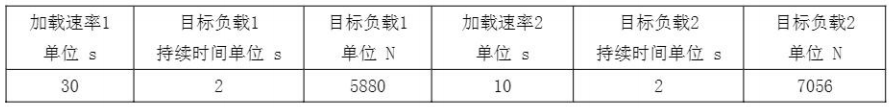 加载速率1 目标负载1 目标负载1 加载速率2 目标负载2 目标负载2
单位 s 持续时间单位 s 单位 N 单位 s 持续时间单位 s 单位 N
30 2 5880 10 2 7056